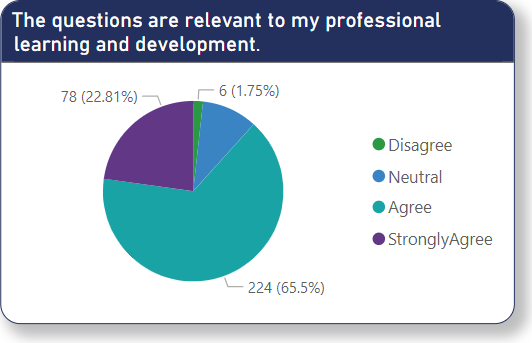 The questions are relevant to my professional
learning and development.
78 (22.81%)
6 (1.75%)
224 (65.5%)
Disagree
Neutral
Agree
StronglyAgree